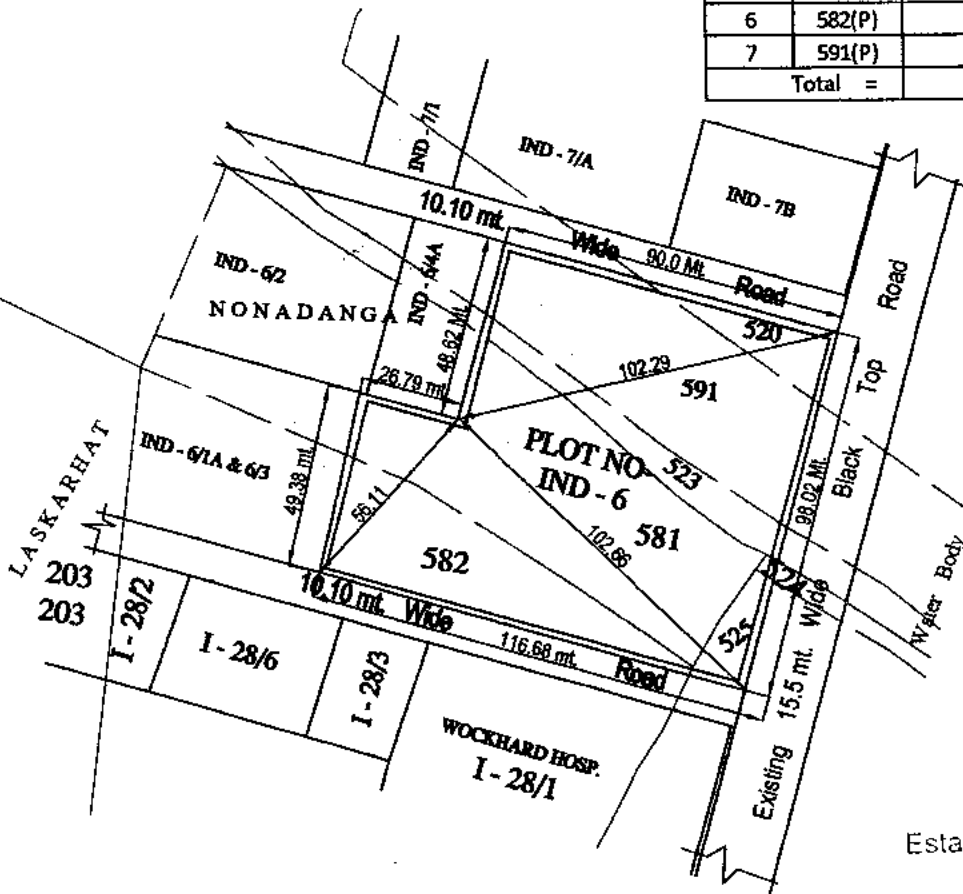 6 582(P)
7 591(P)
Total =
IND - 7/1
IND - 7/A
IND - 7B
10.10 mt. Wide Road
90.0 Mt.
IND - 6/2
IND - 6/4A
NONADANGA
48.62 Mt.
26.79 mt.
520
102.29
591
Road
Top
Black
98.02 Mt.
IND - 6/1A & 6/3
49.38 mt.
56.11
PLOT NO-
IND - 6
523
581
102.66
582
LASKARHAT
203
203
524
525
Water Body
10.10 mt. Wide Road
116.68 mt.
Existing 15.5 mt. Wide
I - 28/2
I - 28/6
I - 28/3
WOCKHARD HOSP.
I - 28/1
Esta